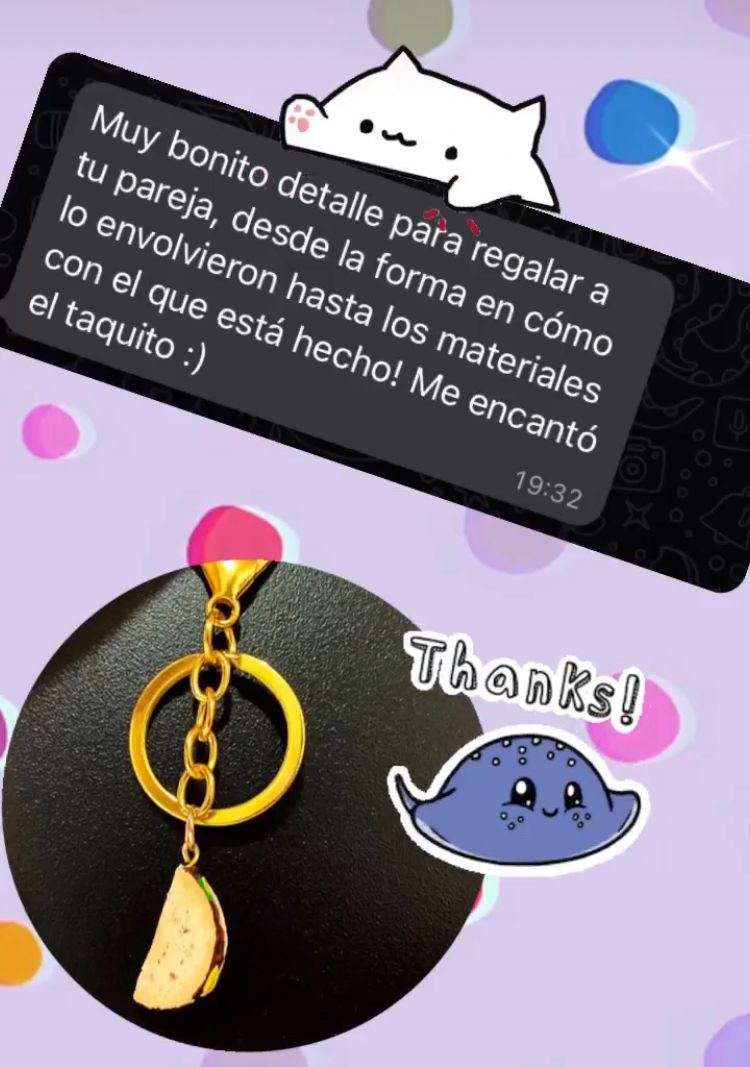 Muy bonito detalle para regalar a
tu pareja, desde la forma en cómo
lo envolvieron hasta los materiales
con el que está hecho! Me encantó
el taquito :)
19:32
Thanks!